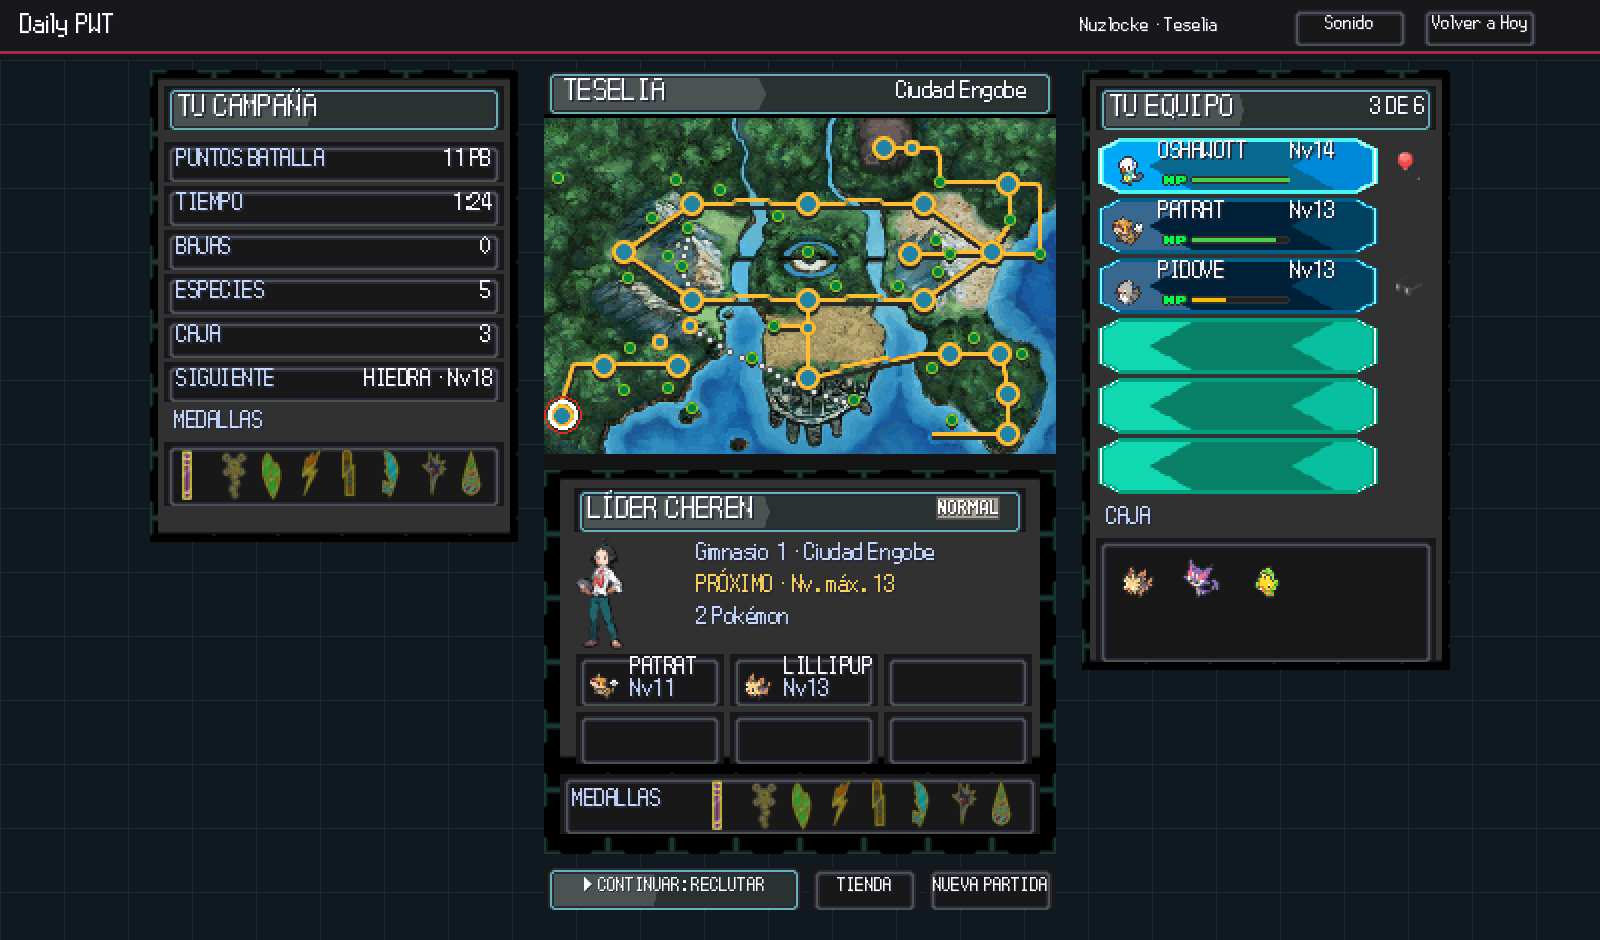 Daily PWT
Nuzlocke · Teselia
Sonido
Volver a Hoy
TU CAMPAÑA
PUNTOS BATALLA 11 PB
TIEMPO 1:24
BAJAS 0
ESPECIES 5
CAJA 3
SIGUIENTE HIEDRA · Nv18
MEDALLAS
TESELIA Ciudad Engobe
LÍDER CHEREN NORMAL
Gimnasio 1 · Ciudad Engobe
PRÓXIMO · Nv. máx. 13
2 Pokémon
PATRAT
Nv11
LILLIPUP
Nv13
MEDALLAS
CONTINUAR: RECLUTAR
TIENDA
NUEVA PARTIDA
TU EQUIPO 3 DE 6
OSHAWOTT Nv14
HP
PATRAT Nv13
HP
PIDOVE Nv13
HP
CAJA